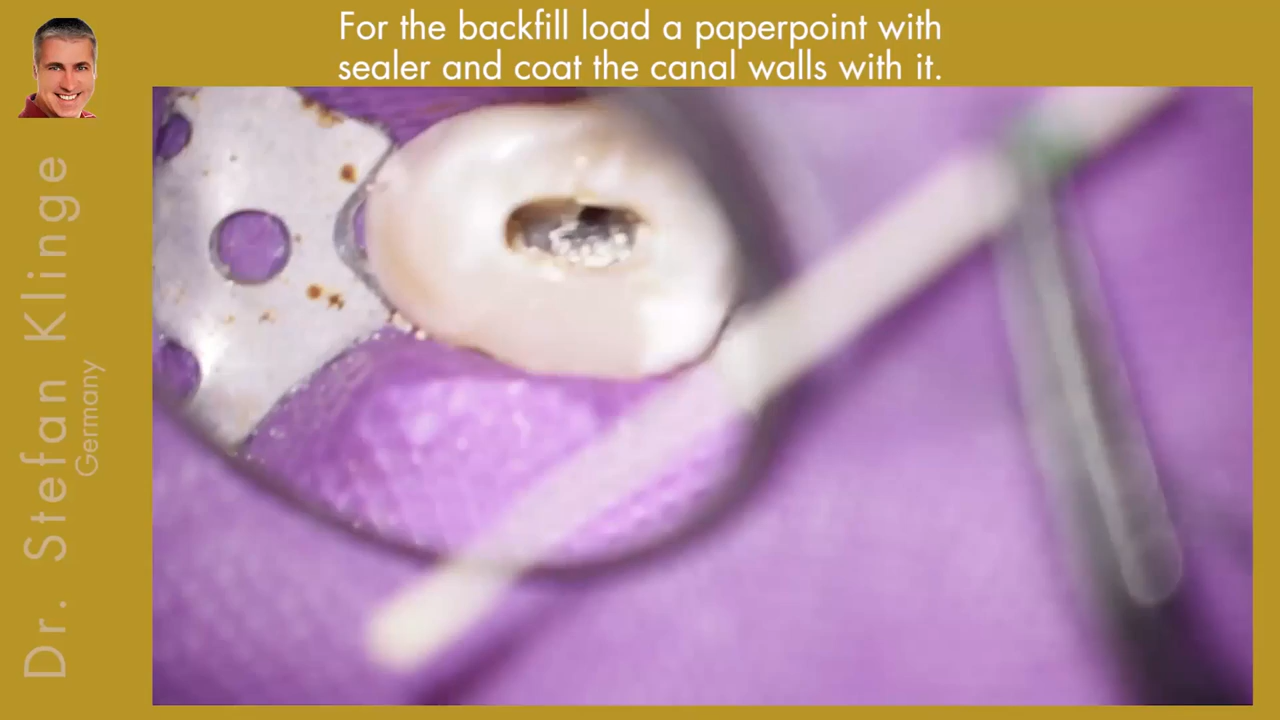 For the backfill load a paperpoint with
sealer and coat the canal walls with it.
Dr. Stefan Klinge
Germany